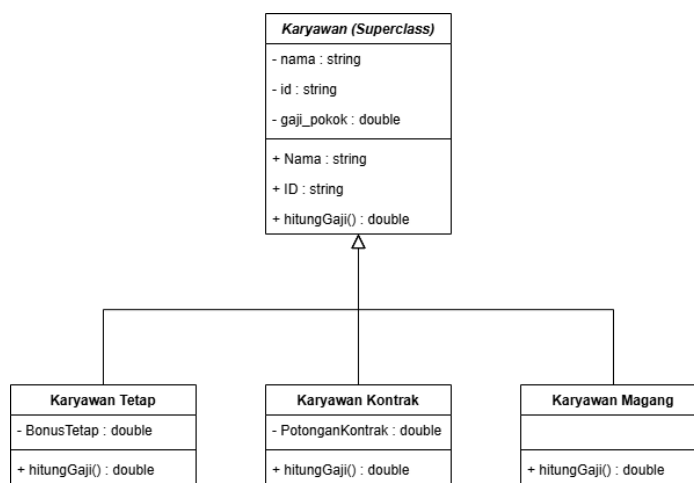 Karyawan (Superclass)
- nama : string
- id : string
- gaji_pokok : double
+ Nama : string
+ ID : string
+ hitungGaji() : double
Karyawan Tetap
- BonusTetap : double
+ hitungGaji() : double
Karyawan Kontrak
- PotonganKontrak : double
+ hitungGaji() : double
Karyawan Magang
+ hitungGaji() : double